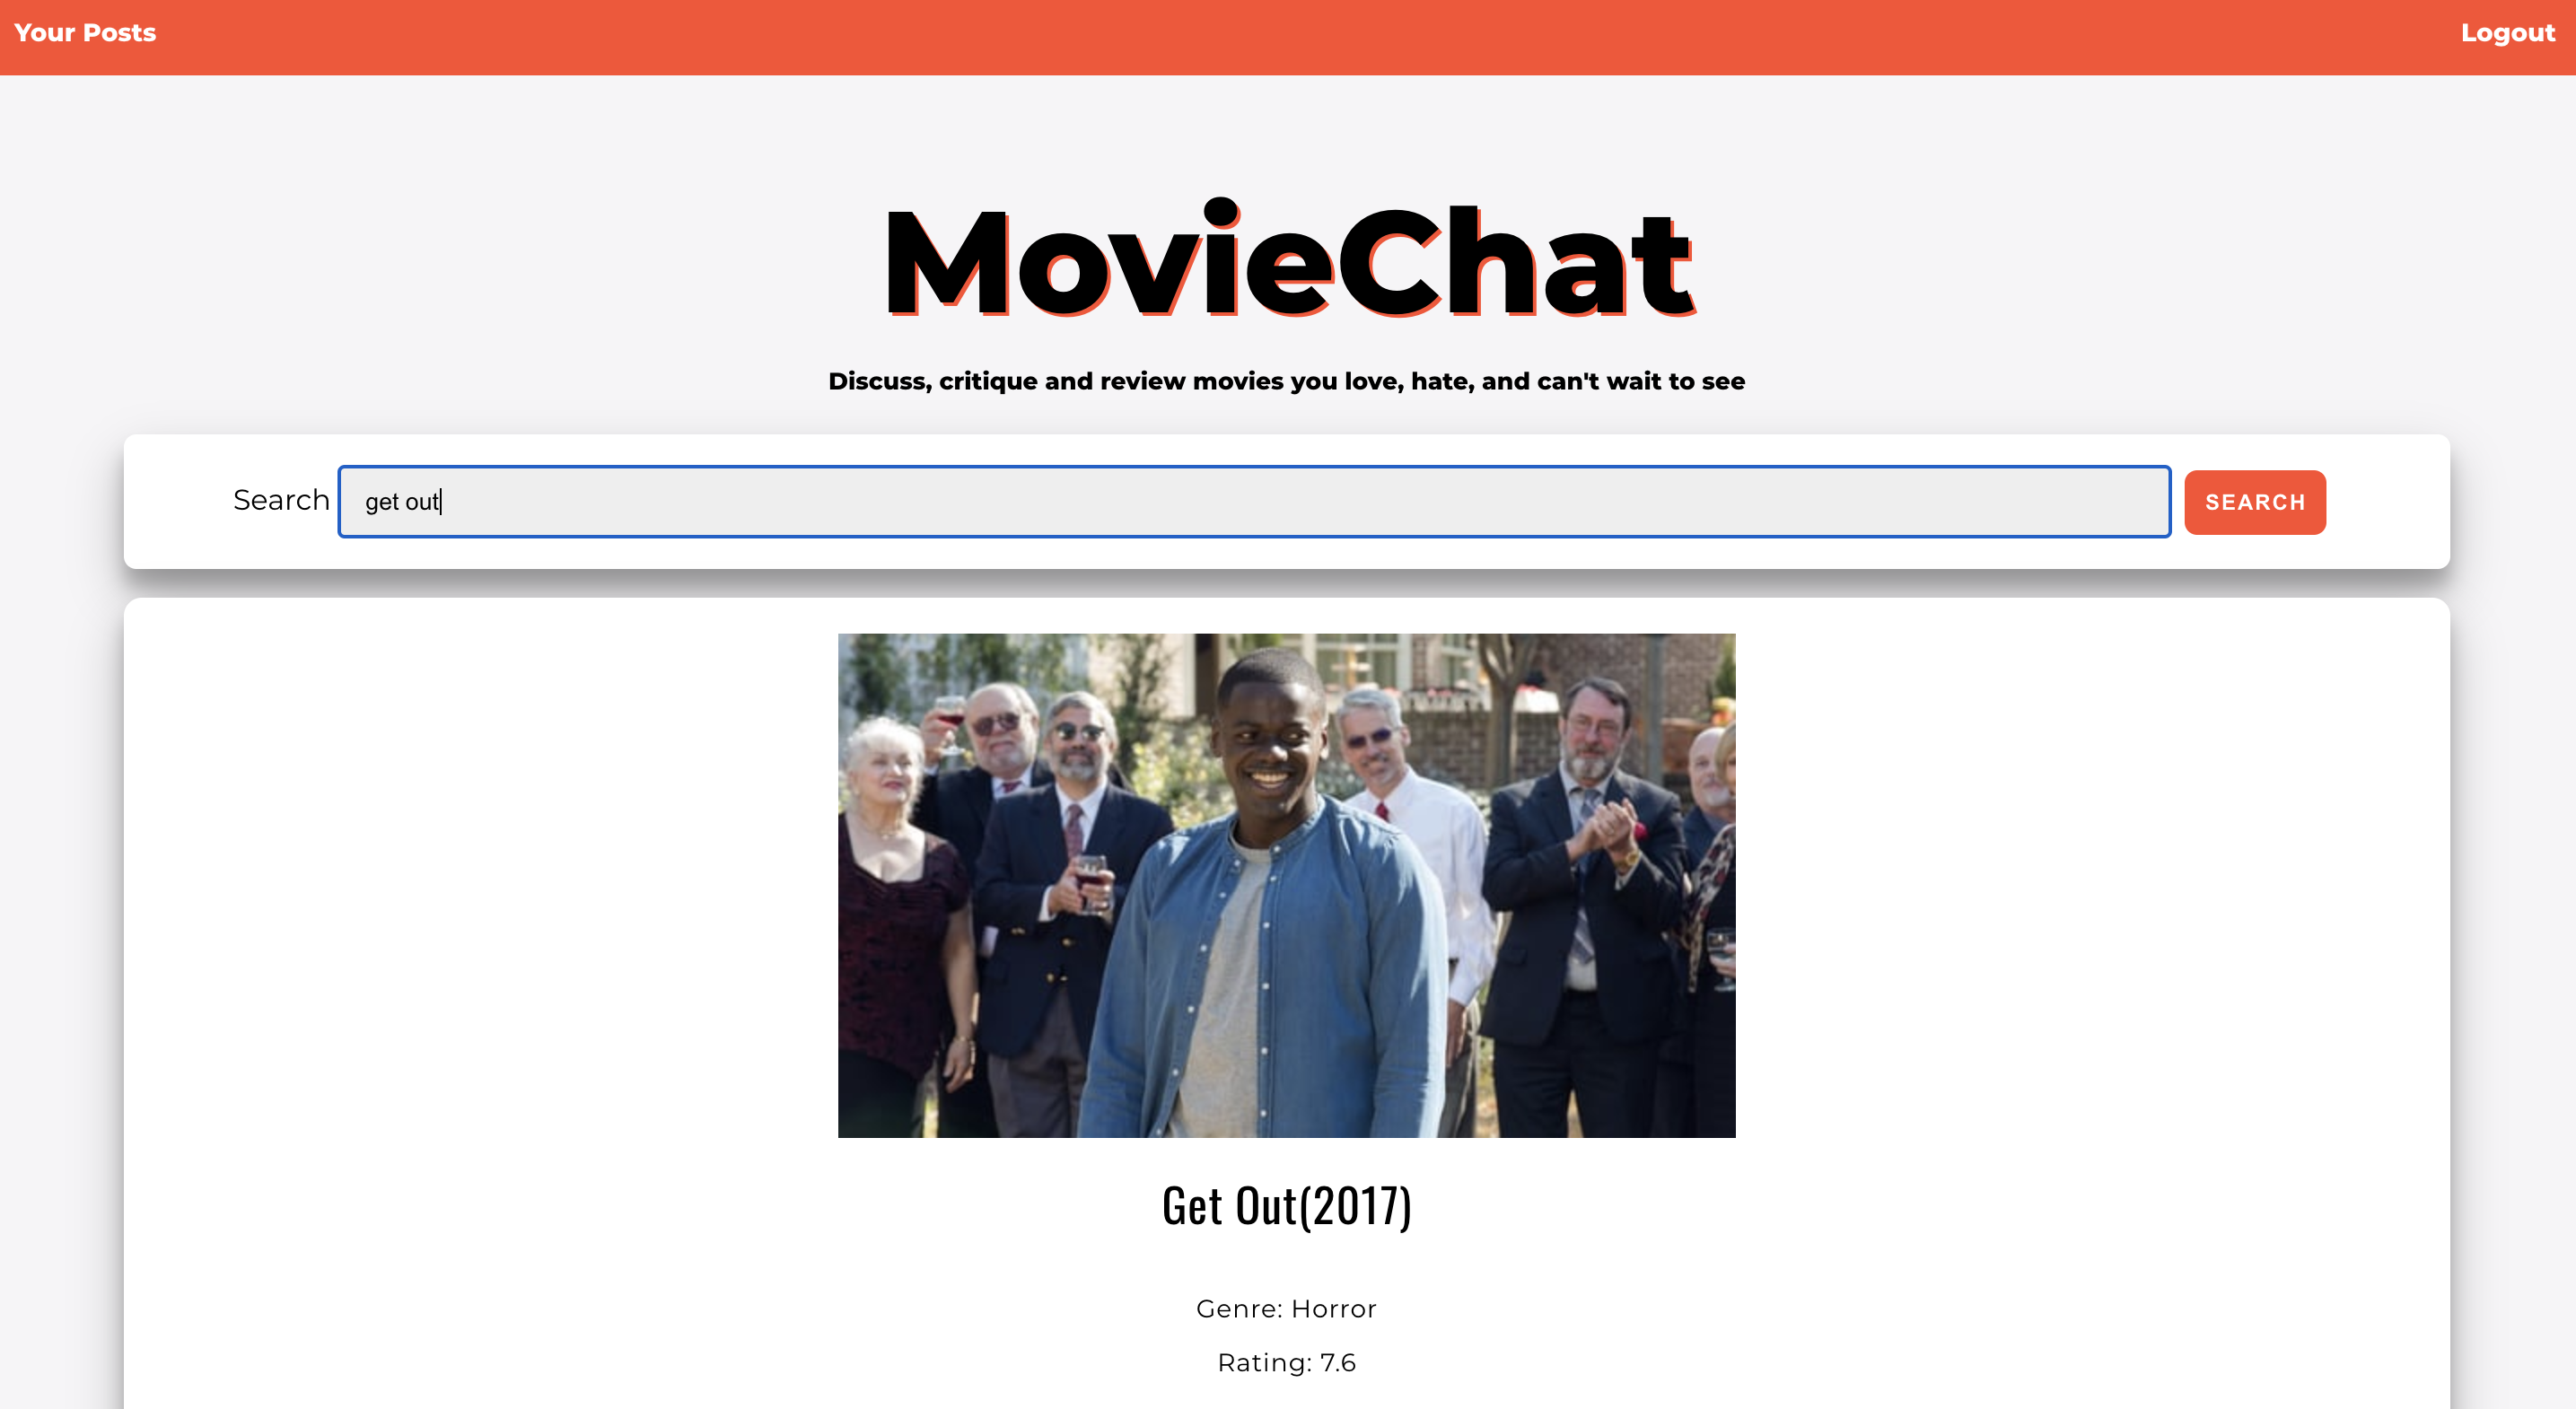 Your Posts
Logout
MovieChat
Discuss, critique and review movies you love, hate, and can't wait to see
Search
get out
SEARCH
Get Out(2017)
Genre: Horror
Rating: 7.6